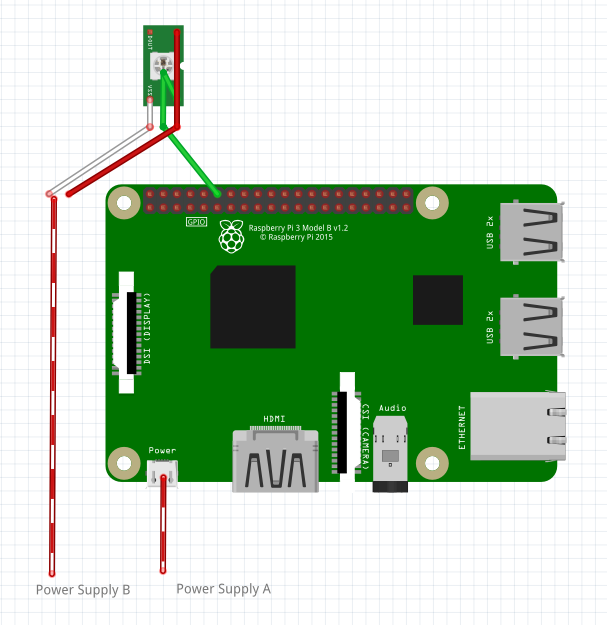 DOUT
VSS
GPIO
Raspberry Pi 3 Model B v1.2
© Raspberry Pi 2015
USB 2x
DSI (DISPLAY)
USB 2x
HDMI
CSI (CAMERA)
Audio
ETHERNET
Power
Power Supply B
Power Supply A